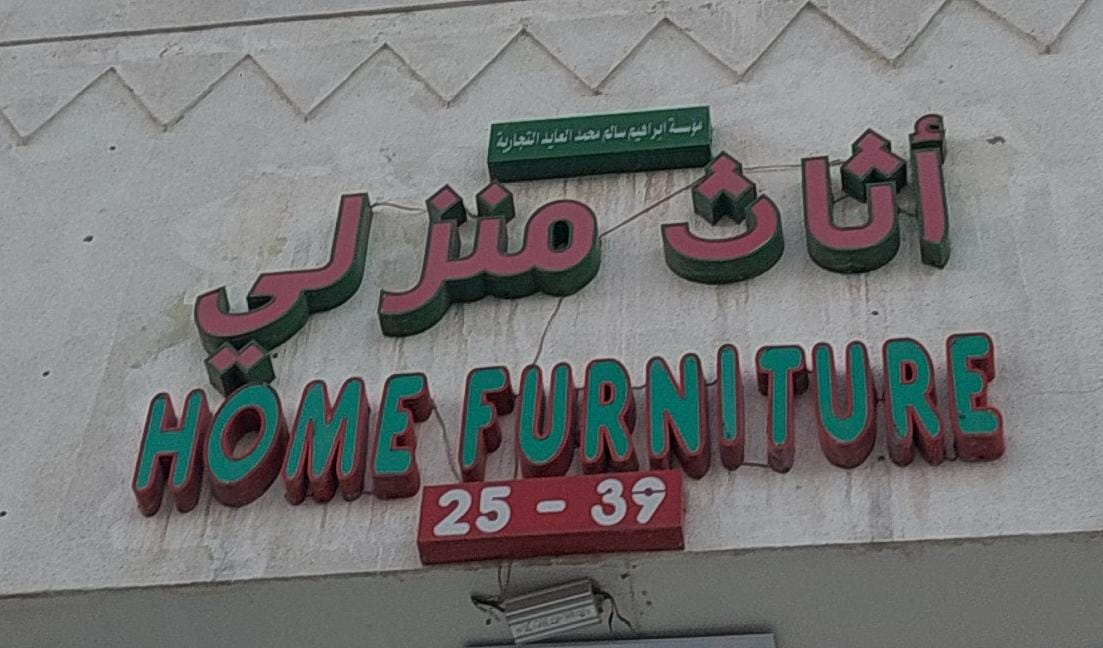 مؤسسة ابراهيم سالم محمد العايد التجارية
أثاث منزلي
HOME FURNITURE
25 - 39